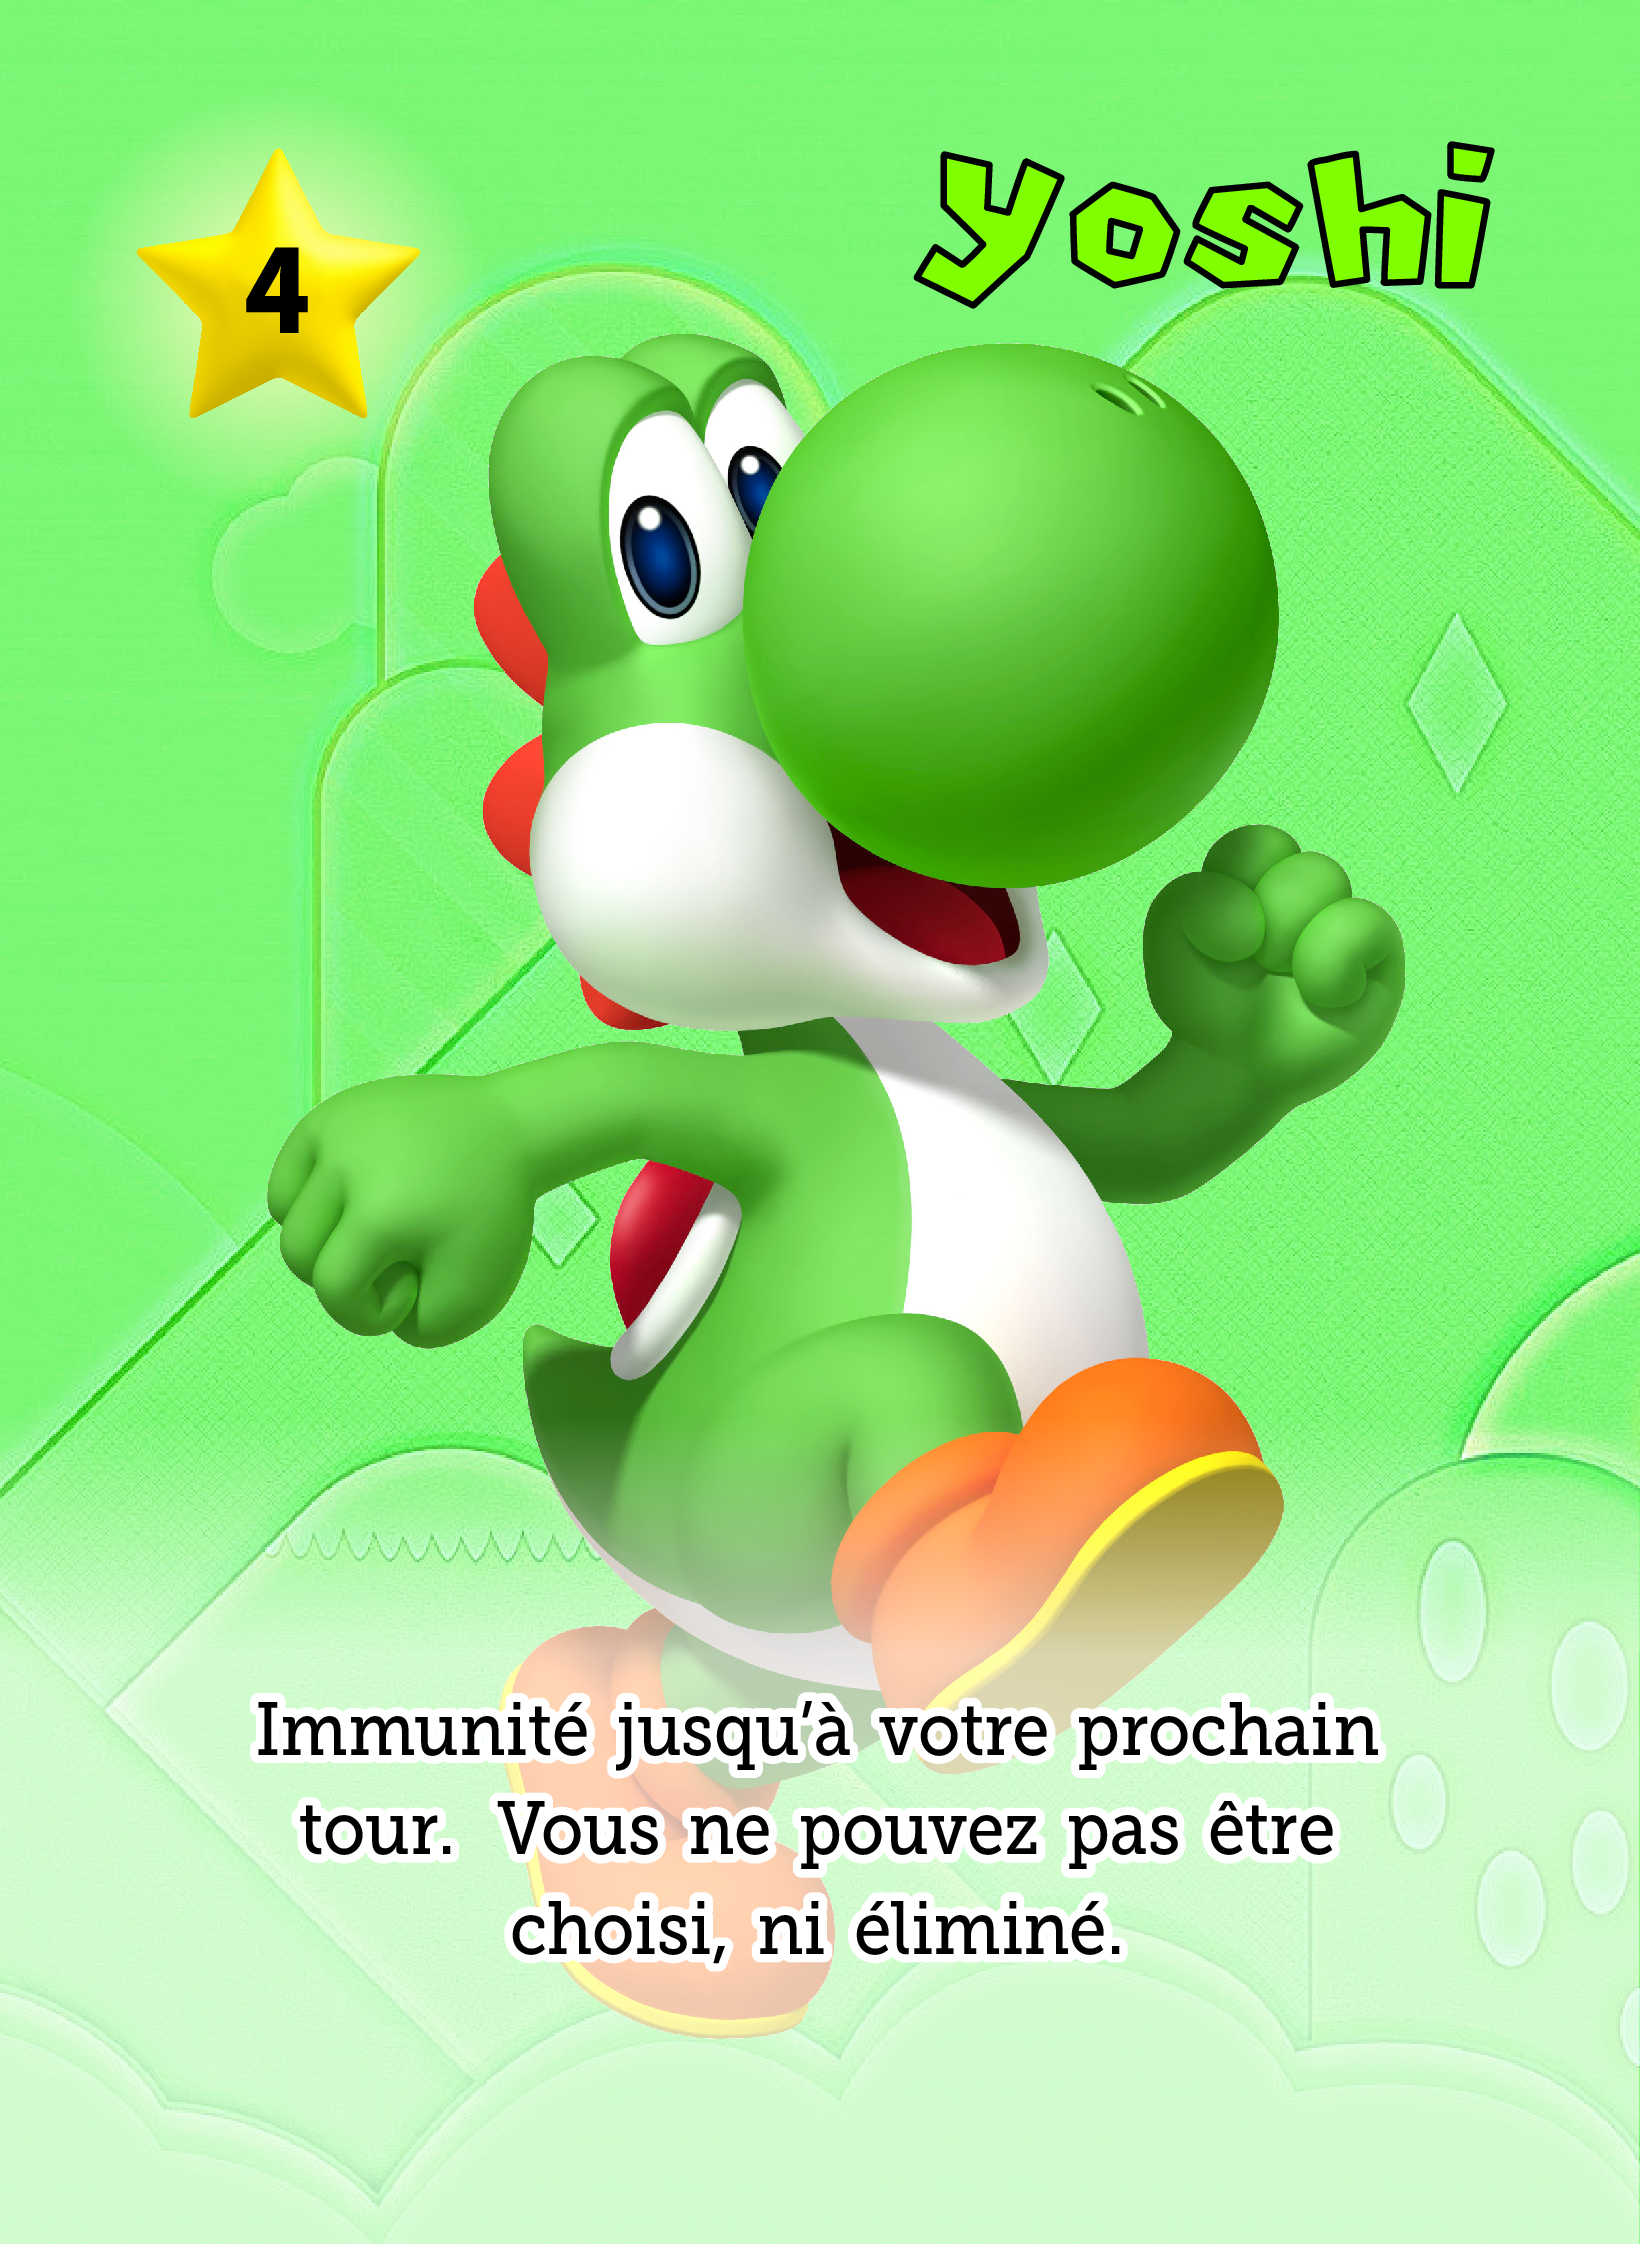 4
yoshi
Immunité jusqu’à votre prochain
tour. Vous ne pouvez pas être
choisi, ni éliminé.